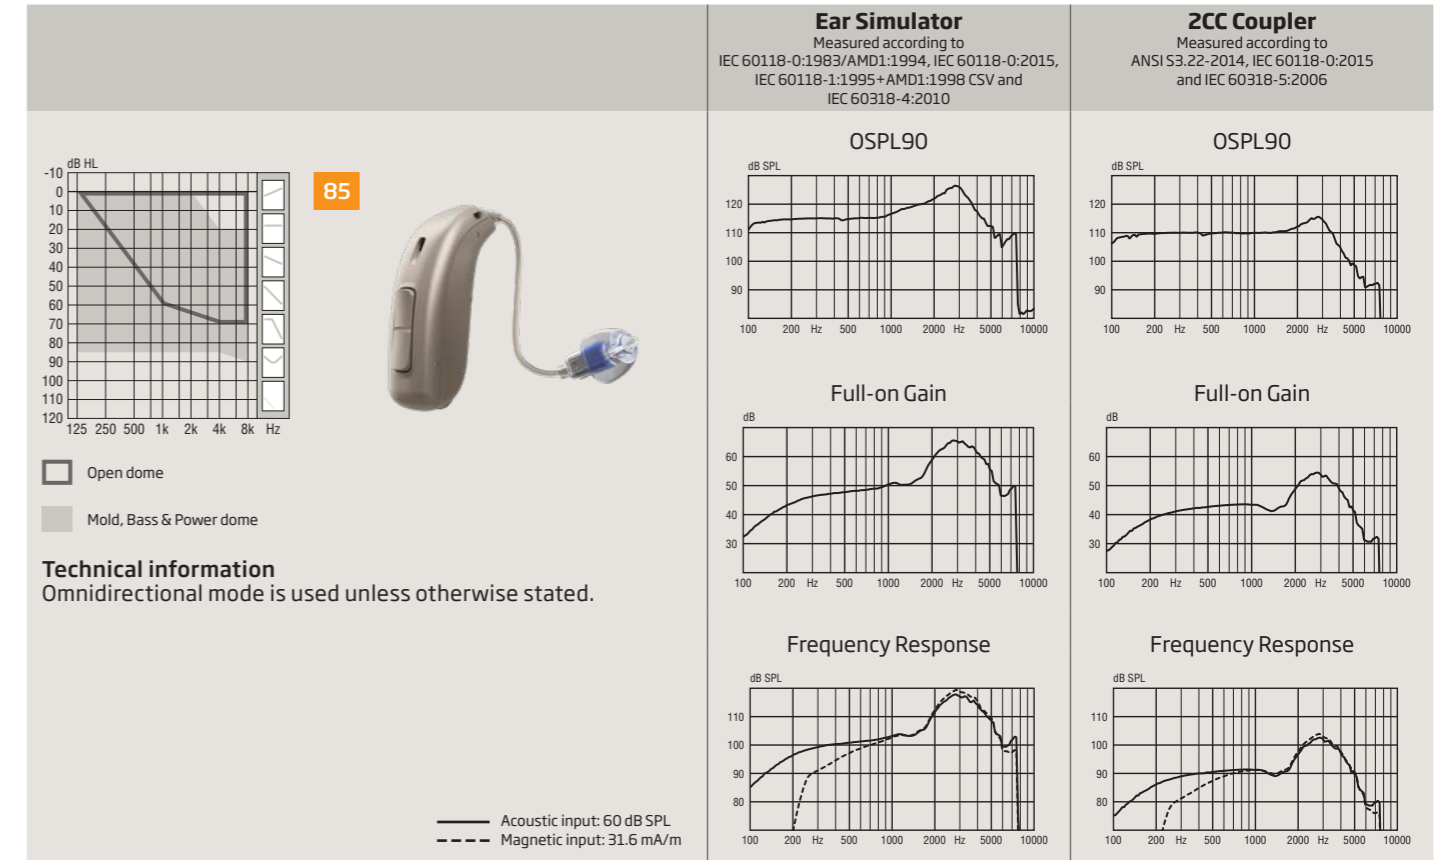 Ear Simulator
Measured according to
IEC 60118-0:1983/AMD1:1994, IEC 60118-0:2015,
IEC 60118-1:1995+AMD1:1998 CSV and
IEC 60318-4:2010
2CC Coupler
Measured according to
ANSI S3.22-2014, IEC 60118-0:2015
and IEC 60318-5:2006
dB HL
-10
0
10
20
30
40
50
60
70
80
90
100
110
120
125 250 500 1k 2k 4k 8k Hz
85
Open dome
Mold, Bass & Power dome
Technical information
Omnidirectional mode is used unless otherwise stated.
Acoustic input: 60 dB SPL
Magnetic input: 31.6 mA/m
OSPL90
dB SPL
120
110
100
90
100 200 Hz 500 1000 2000 Hz 5000 10000
Full-on Gain
dB
60
50
40
30
100 200 Hz 500 1000 2000 Hz 5000 10000
Frequency Response
dB SPL
110
100
90
80
100 200 Hz 500 1000 2000 Hz 5000 10000
OSPL90
dB SPL
120
110
100
90
100 200 Hz 500 1000 2000 Hz 5000 10000
Full-on Gain
dB
60
50
40
30
100 200 Hz 500 1000 2000 Hz 5000 10000
Frequency Response
dB SPL
110
100
90
80
100 200 Hz 500 1000 2000 Hz 5000 10000